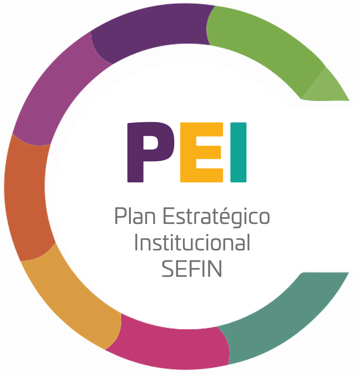 PEI
Plan Estratégico
Institucional
SEFIN